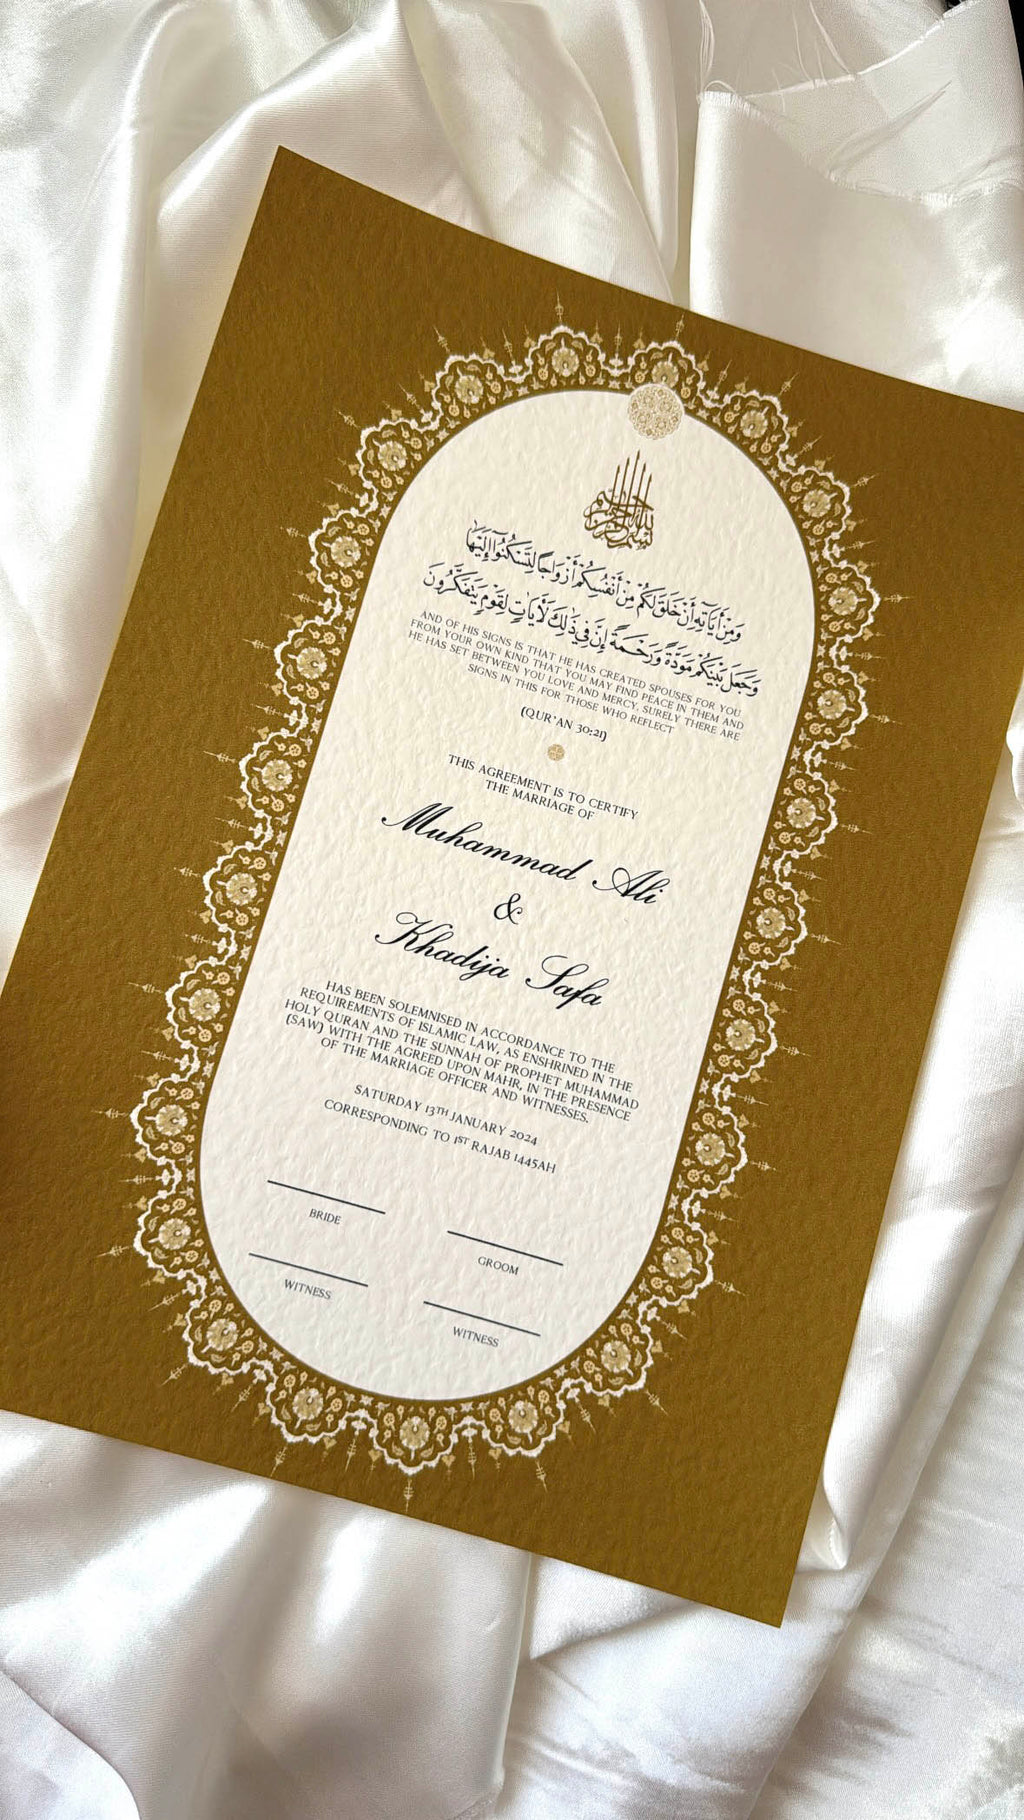 بسم الله الرحمن الرحيم
وَمِنْ آيَاتِهِ أَنْ خَلَقَ لَكُمْ مِنْ أَنْفُسِكُمْ أَزْوَاجًا لِتَسْكُنُوا إِلَيْهَا
وَجَعَلَ بَيْنَكُمْ مَوَدَّةً وَرَحْمَةً إِنَّ فِي ذَٰلِكَ لَآيَاتٍ لِقَوْمٍ يَتَفَكَّرُونَ
AND OF HIS SIGNS IS THAT HE HAS CREATED SPOUSES FOR YOU
FROM YOUR OWN KIND THAT YOU MAY FIND PEACE IN THEM AND
HE HAS SET BETWEEN YOU LOVE AND MERCY. SURELY THERE ARE
SIGNS IN THIS FOR THOSE WHO REFLECT
(QUR'AN 30:21)
THIS AGREEMENT IS TO CERTIFY
THE MARRIAGE OF
Muhammad Ali
&
Khadija Safa
HAS BEEN SOLEMNISED IN ACCORDANCE TO THE
REQUIREMENTS OF ISLAMIC LAW, AS ENSHRINED IN THE
HOLY QURAN AND THE SUNNAH OF PROPHET MUHAMMAD
(SAW) WITH THE AGREED UPON MAHR, IN THE PRESENCE
OF THE MARRIAGE OFFICER AND WITNESSES.
SATURDAY 13TH JANUARY 2024
CORRESPONDING TO 1ST RAJAB 1445AH
BRIDE
GROOM
WITNESS
WITNESS